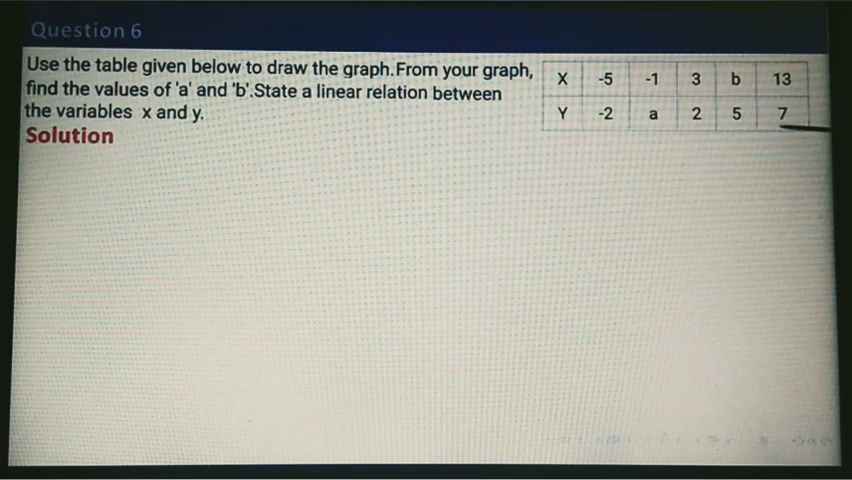 Question 6
Use the table given below to draw the graph.From your graph,
find the values of 'a' and 'b'.State a linear relation between
the variables x and y.
X -5 -1 3 b 13
Y -2 a 2 5 7
Solution